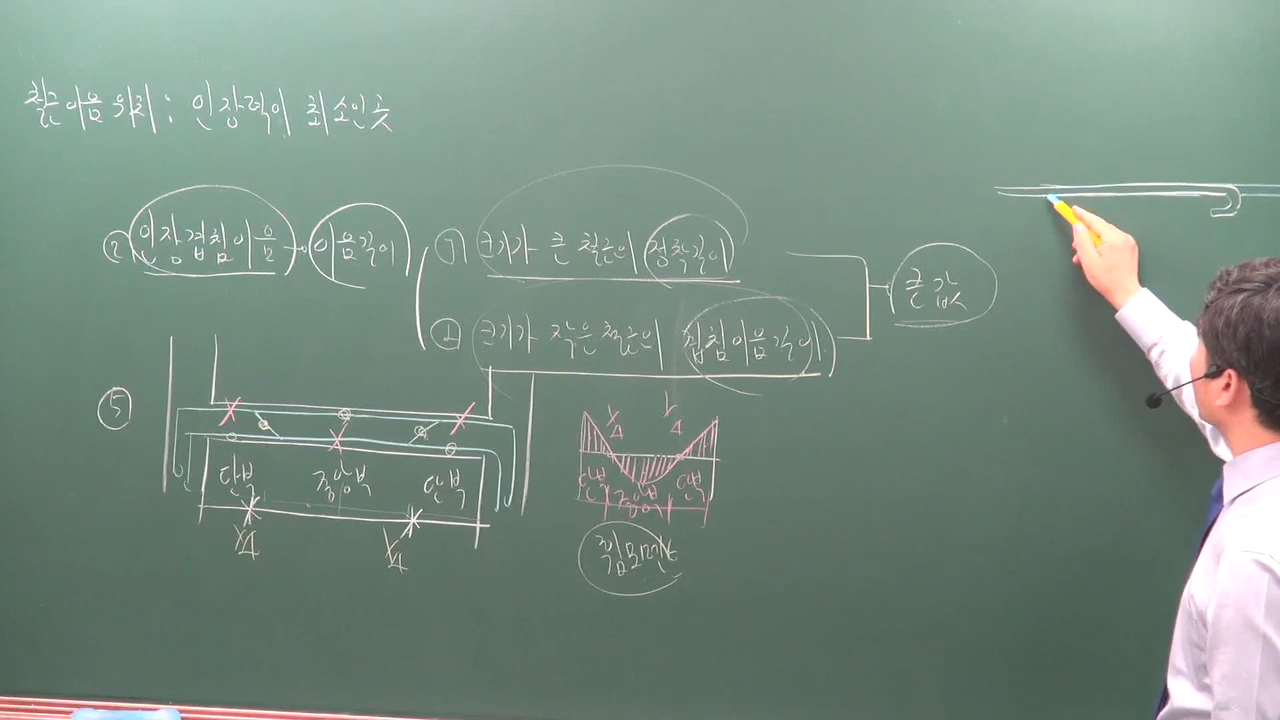 철근이음위치: 인장력이 최소인 곳
② 인장겹침이음 이음길이
㉠ 크기가 큰 철근의 정착길이
㉡ 크기가 작은 철근의 겹침이음길이
큰 값
⑤
단부 중앙부 단부
ℓ/4 ℓ/4
ℓ/4 ℓ/4
단부 중앙부 단부
휨모멘트